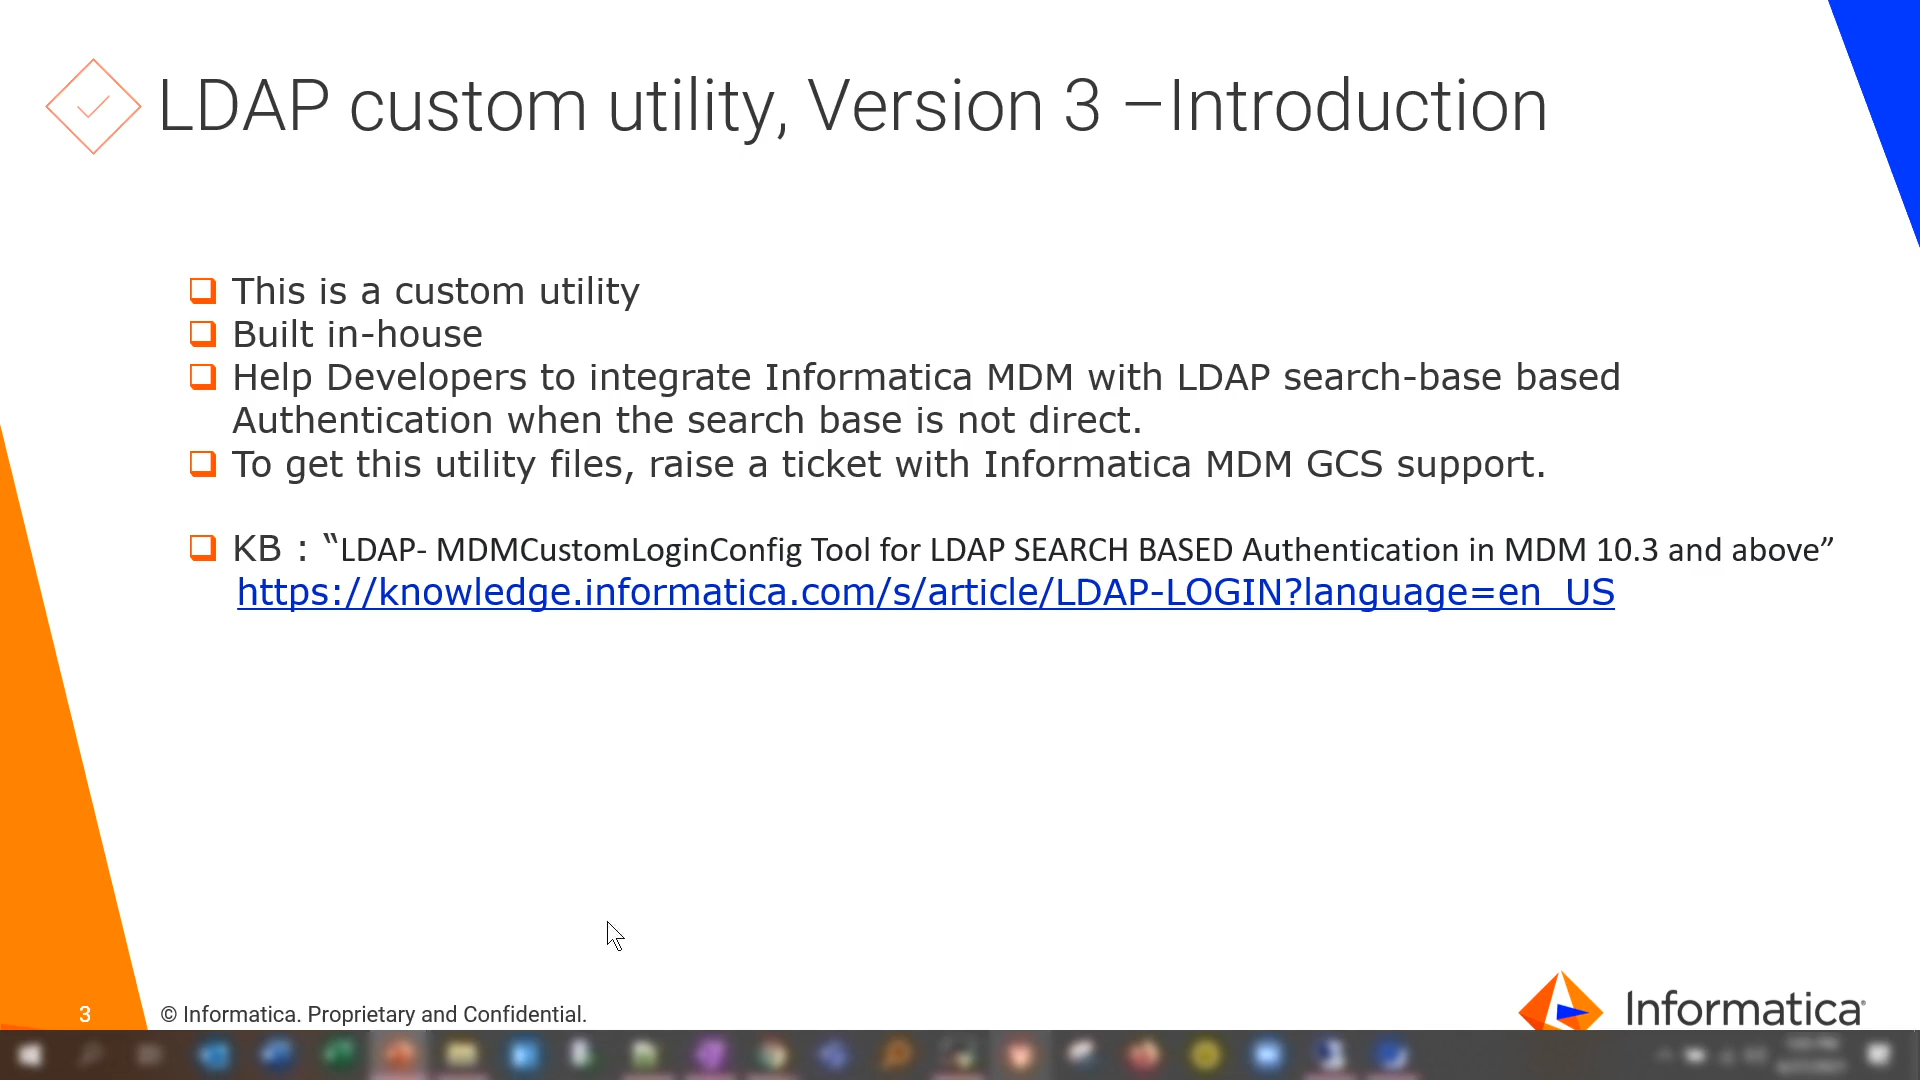 LDAP custom utility, Version 3 –Introduction
This is a custom utility
Built in-house
Help Developers to integrate Informatica MDM with LDAP search-base based
Authentication when the search base is not direct.
To get this utility files, raise a ticket with Informatica MDM GCS support.
KB : “LDAP- MDMCustomLoginConfig Tool for LDAP SEARCH BASED Authentication in MDM 10.3 and above”
https://knowledge.informatica.com/s/article/LDAP-LOGIN?language=en_US
3
© Informatica. Proprietary and Confidential.
Informatica